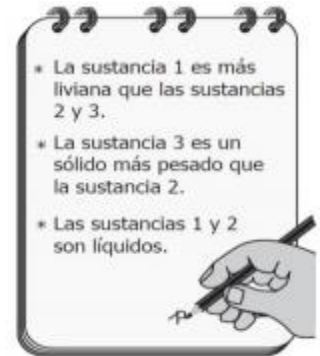 * La sustancia 1 es más
liviana que las sustancias
2 y 3.
* La sustancia 3 es un
sólido más pesado que
la sustancia 2.
* Las sustancias 1 y 2
son líquidos.